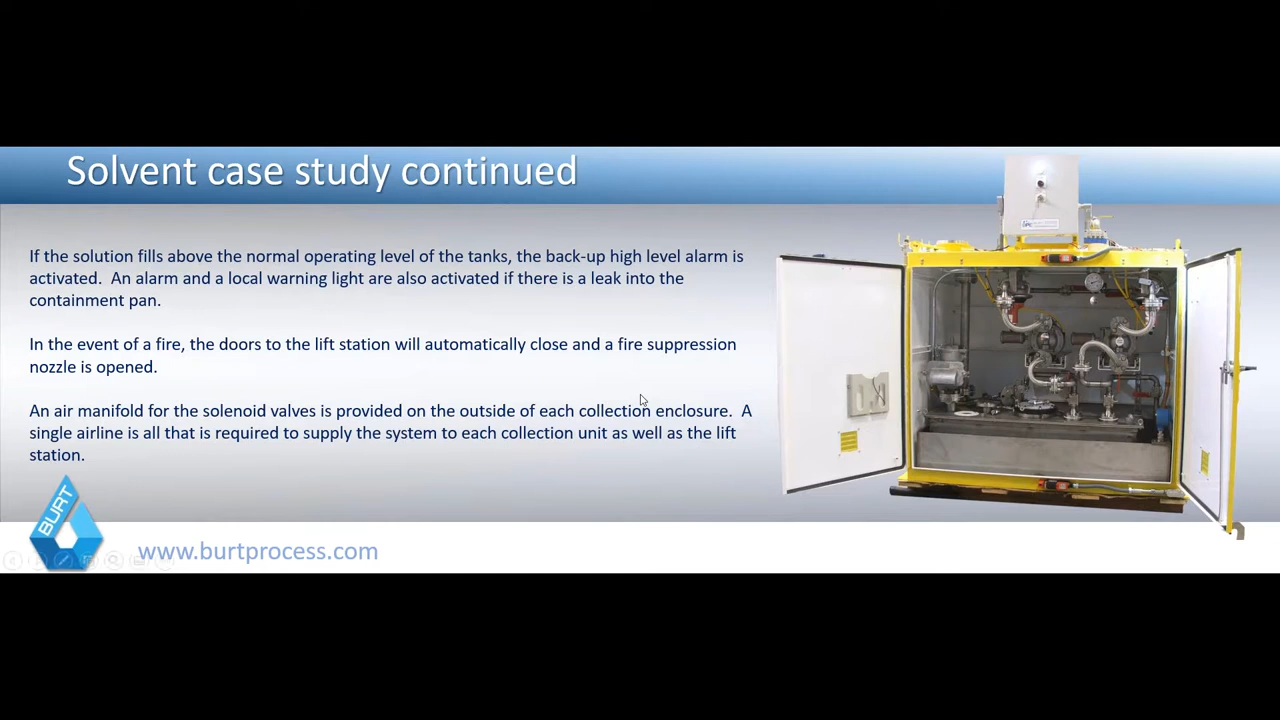 Solvent case study continued
If the solution fills above the normal operating level of the tanks, the back-up high level alarm is
activated.  An alarm and a local warning light are also activated if there is a leak into the
containment pan.
In the event of a fire, the doors to the lift station will automatically close and a fire suppression
nozzle is opened.
An air manifold for the solenoid valves is provided on the outside of each collection enclosure.  A
single airline is all that is required to supply the system to each collection unit as well as the lift
station.
BURT
www.burtprocess.com